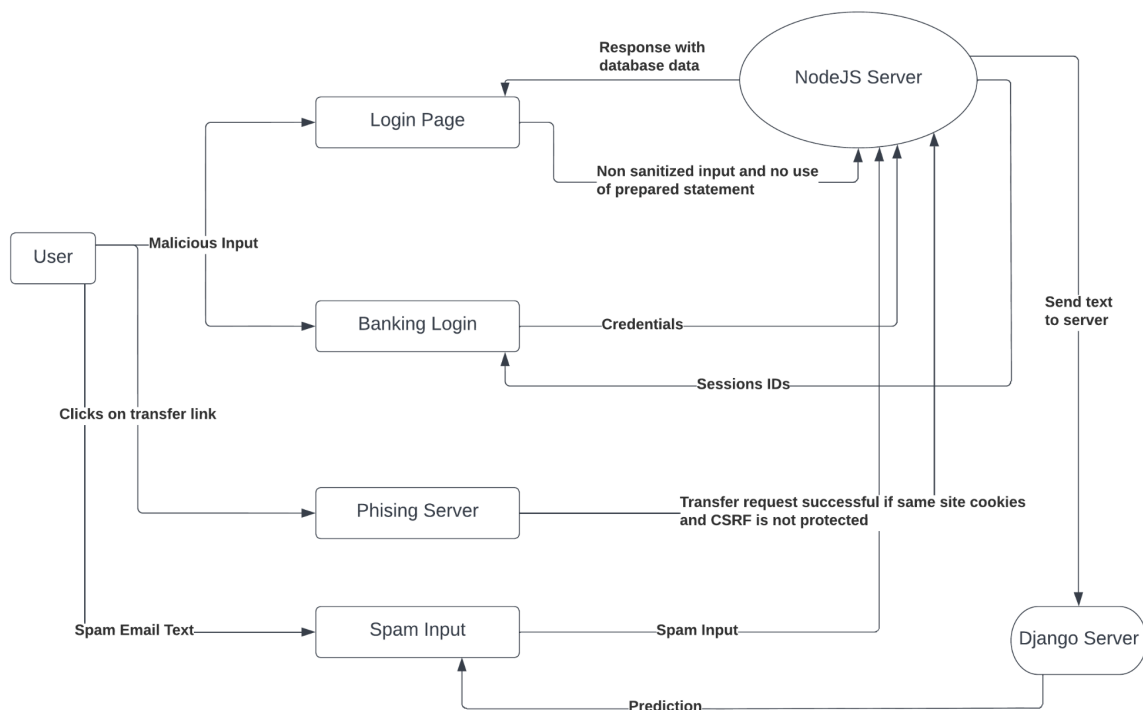 Response with
database data
NodeJS Server
Login Page
Non sanitized input and no use
of prepared statement
User
Malicious Input
Banking Login
Credentials
Send text
to server
Sessions IDs
Clicks on transfer link
Phising Server
Transfer request successful if same site cookies
and CSRF is not protected
Spam Email Text
Spam Input
Spam Input
Django Server
Prediction